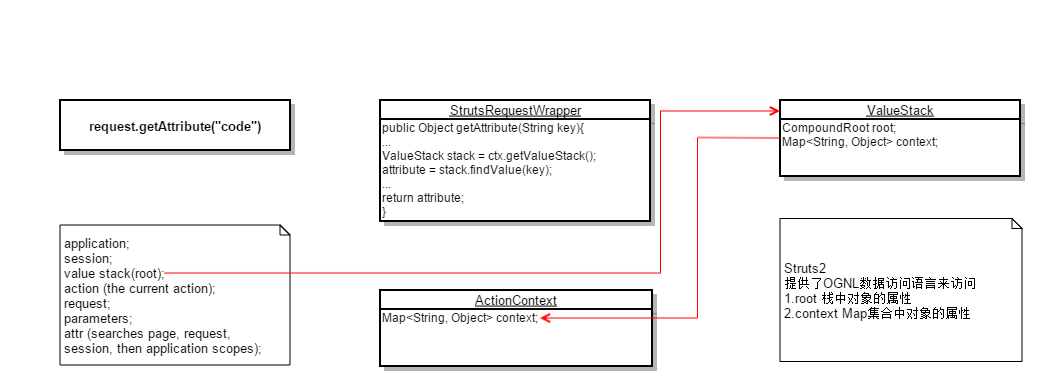 request.getAttribute("code")
StrutsRequestWrapper
public Object getAttribute(String key){
...
ValueStack stack = ctx.getValueStack();
attribute = stack.findValue(key);
...
return attribute;
}
ValueStack
CompoundRoot root;
Map<String, Object> context;
application;
session;
value stack(root);
action (the current action);
request;
parameters;
attr (searches page, request,
session, then application scopes);
ActionContext
Map<String, Object> context;
Struts2
提供了OGNL数据访问语言来访问
1.root 栈中对象的属性
2.context Map集合中对象的属性